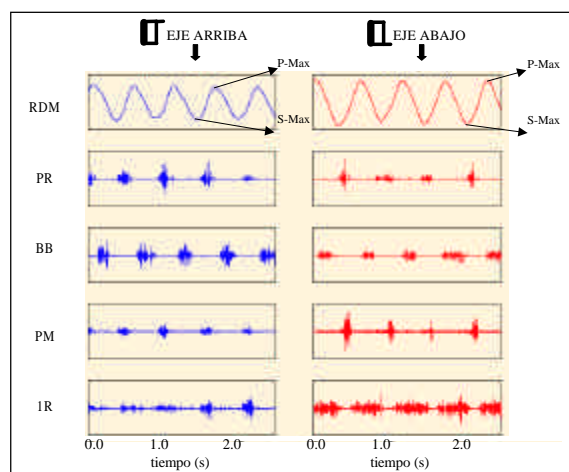 EJE ARRIBA
EJE ABAJO
P-Max
P-Max
RDM
S-Max
S-Max
PR
BB
PM
1R
0.0 1.0 2.0 0.0 1.0 2.0
tiempo (s) tiempo (s)